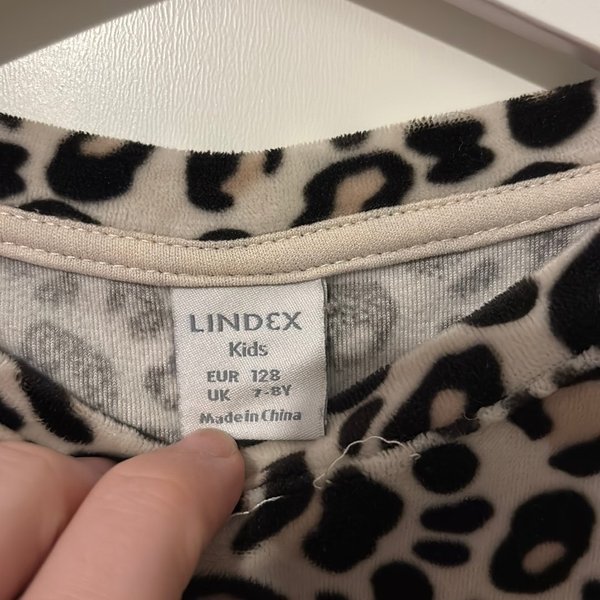 LINDEX
Kids
EUR 128
UK 7-8Y
Made in China